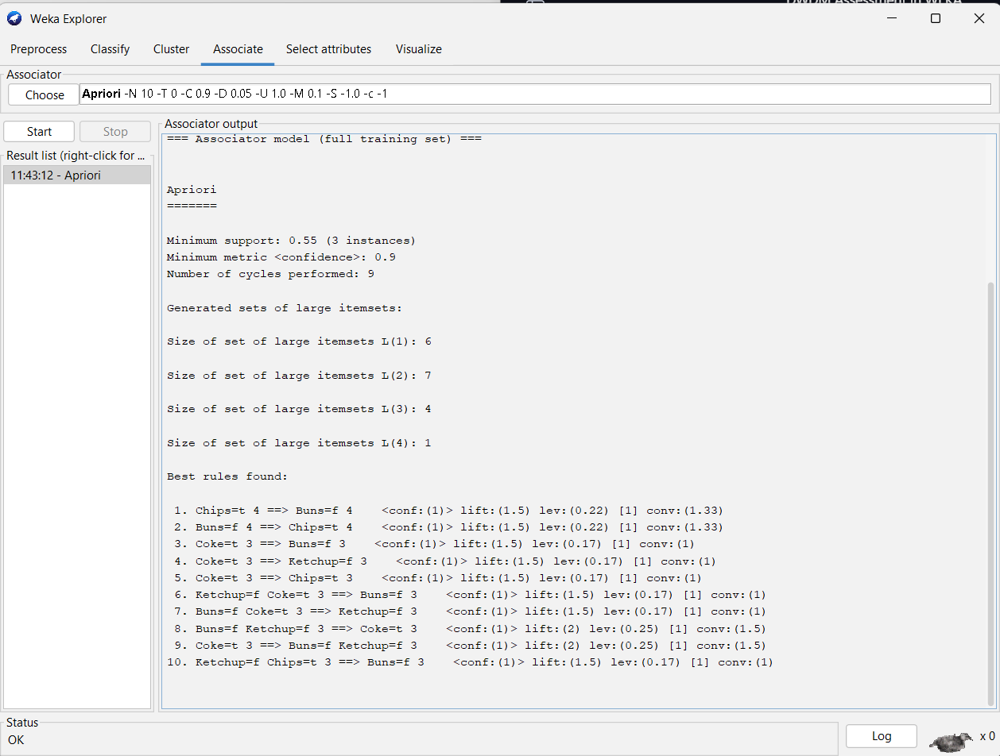 DWDM Assessment in WEKA
Weka Explorer
Preprocess Classify Cluster Associate Select attributes Visualize
Associator
Choose Apriori -N 10 -T 0 -C 0.9 -D 0.05 -U 1.0 -M 0.1 -S -1.0 -c -1
Start Stop
Result list (right-click for ...
11:43:12 - Apriori
Associator output
=== Associator model (full training set) ===
Apriori
=======
Minimum support: 0.55 (3 instances)
Minimum metric <confidence>: 0.9
Number of cycles performed: 9
Generated sets of large itemsets:
Size of set of large itemsets L(1): 6
Size of set of large itemsets L(2): 7
Size of set of large itemsets L(3): 4
Size of set of large itemsets L(4): 1
Best rules found:
1. Chips=t 4 ==> Buns=f 4 <conf:(1)> lift:(1.5) lev:(0.22) [1] conv:(1.33)
2. Buns=f 4 ==> Chips=t 4 <conf:(1)> lift:(1.5) lev:(0.22) [1] conv:(1.33)
3. Coke=t 3 ==> Buns=f 3 <conf:(1)> lift:(1.5) lev:(0.17) [1] conv:(1)
4. Coke=t 3 ==> Ketchup=f 3 <conf:(1)> lift:(1.5) lev:(0.17) [1] conv:(1)
5. Coke=t 3 ==> Chips=t 3 <conf:(1)> lift:(1.5) lev:(0.17) [1] conv:(1)
6. Ketchup=f Coke=t 3 ==> Buns=f 3 <conf:(1)> lift:(1.5) lev:(0.17) [1] conv:(1)
7. Buns=f Coke=t 3 ==> Ketchup=f 3 <conf:(1)> lift:(1.5) lev:(0.17) [1] conv:(1)
8. Buns=f Ketchup=f 3 ==> Coke=t 3 <conf:(1)> lift:(2) lev:(0.25) [1] conv:(1.5)
9. Coke=t 3 ==> Buns=f Ketchup=f 3 <conf:(1)> lift:(2) lev:(0.25) [1] conv:(1.5)
10. Ketchup=f Chips=t 3 ==> Buns=f 3 <conf:(1)> lift:(1.5) lev:(0.17) [1] conv:(1)
Status
OK
Log
x 0